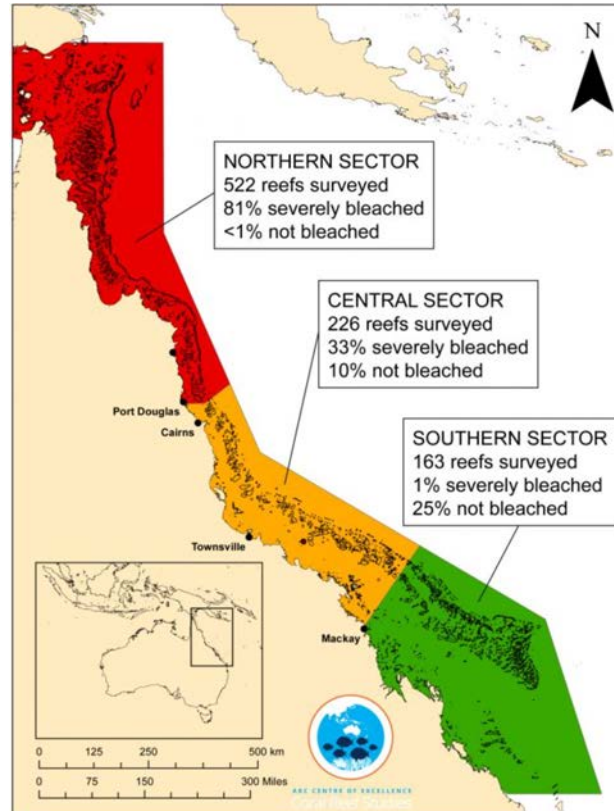 N
NORTHERN SECTOR
522 reefs surveyed
81% severely bleached
<1% not bleached
CENTRAL SECTOR
226 reefs surveyed
33% severely bleached
10% not bleached
Port Douglas
Cairns
SOUTHERN SECTOR
163 reefs surveyed
1% severely bleached
25% not bleached
Townsville
Mackay
0 125 250 500 km
0 75 150 300 Miles
ARC CENTRE OF EXCELLENCE
Coral Reef Studies